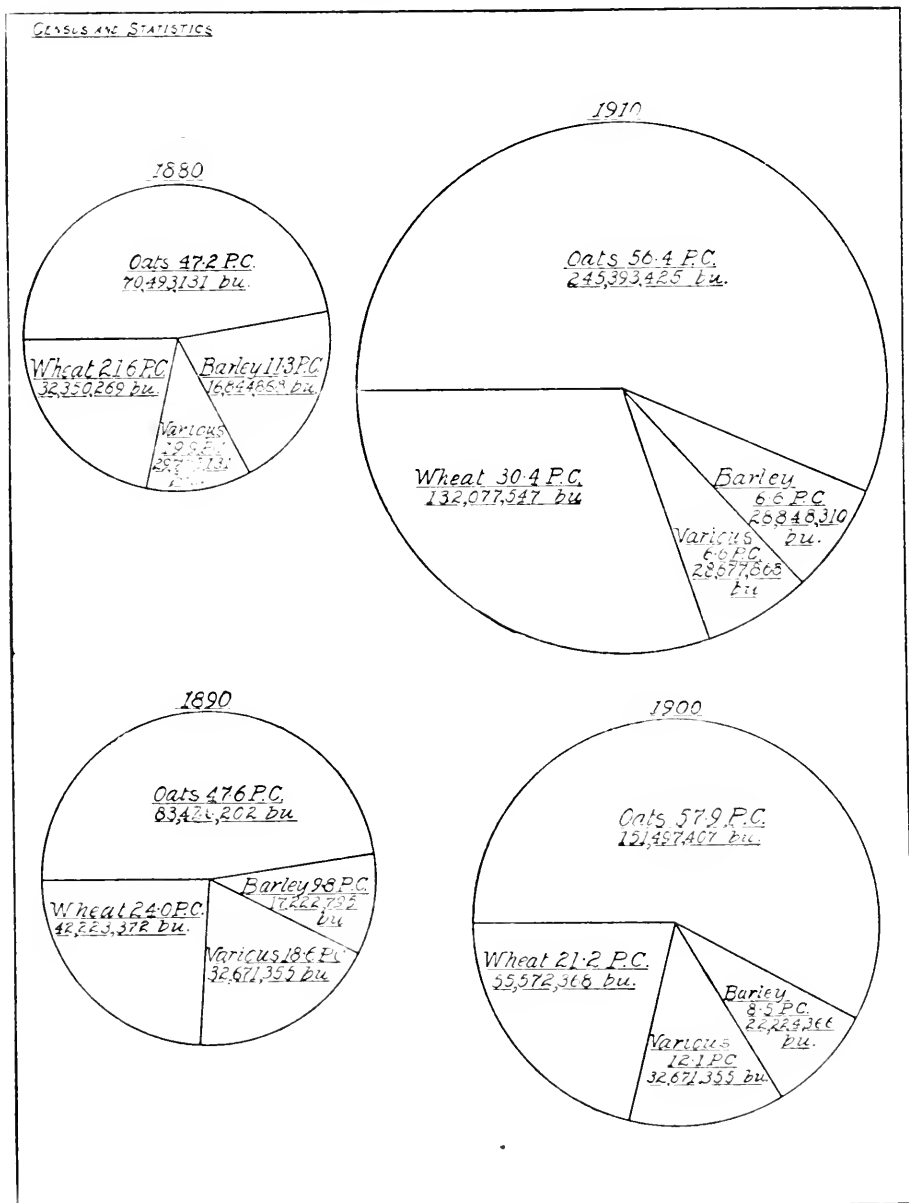 CENSUS AND STATISTICS
1880
Oats 47.2 P.C.
70,493,131 bu.
Wheat 21.6 P.C.
32,350,269 bu.
Barley 11.3 P.C.
16,844,868 bu.
Various
19.9 P.C.
bu.
1910
Oats 56.4 P.C.
245,393,425 bu.
Wheat 30.4 P.C.
132,077,547 bu
Barley
6.6 P.C.
28,848,310
bu.
Various
6.6 P.C.
bu
1890
Oats 47.6 P.C.
bu
Wheat 24.0 P.C.
42,223,372 bu.
Barley 9.8 P.C.
17,222,795
bu
Various 18.6 P.C.
32,671,355 bu
1900
Oats 57.9 P.C.
151,497,407 bu.
Wheat 21.2 P.C.
55,572,368 bu.
Barley
8.5 P.C.
22,224,366
bu.
Various
12.1 P.C
32,671,355 bu.